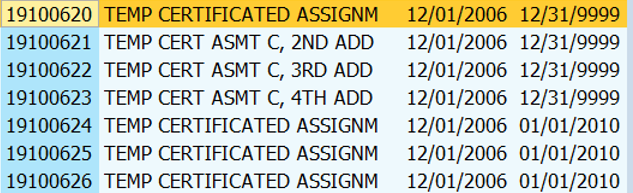 19100620 TEMP CERTIFICATED ASSIGNM 12/01/2006 12/31/9999
19100621 TEMP CERT ASMT C, 2ND ADD 12/01/2006 12/31/9999
19100622 TEMP CERT ASMT C, 3RD ADD 12/01/2006 12/31/9999
19100623 TEMP CERT ASMT C, 4TH ADD 12/01/2006 12/31/9999
19100624 TEMP CERTIFICATED ASSIGNM 12/01/2006 01/01/2010
19100625 TEMP CERTIFICATED ASSIGNM 12/01/2006 01/01/2010
19100626 TEMP CERTIFICATED ASSIGNM 12/01/2006 01/01/2010